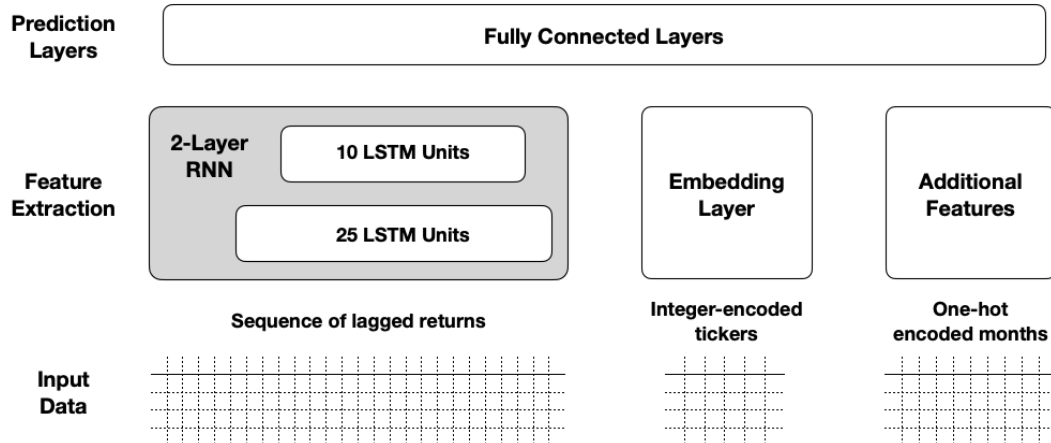 Prediction
Layers
Fully Connected Layers
Feature
Extraction
2-Layer
RNN
10 LSTM Units
25 LSTM Units
Embedding
Layer
Additional
Features
Sequence of lagged returns
Integer-encoded
tickers
One-hot
encoded months
Input
Data